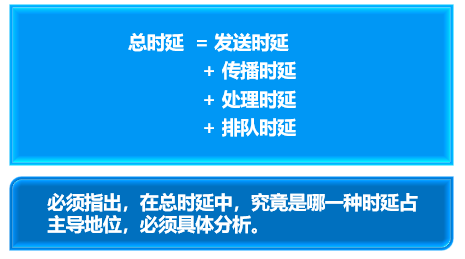 总时延 = 发送时延
+ 传播时延
+ 处理时延
+ 排队时延
必须指出，在总时延中，究竟是哪一种时延占
主导地位，必须具体分析。